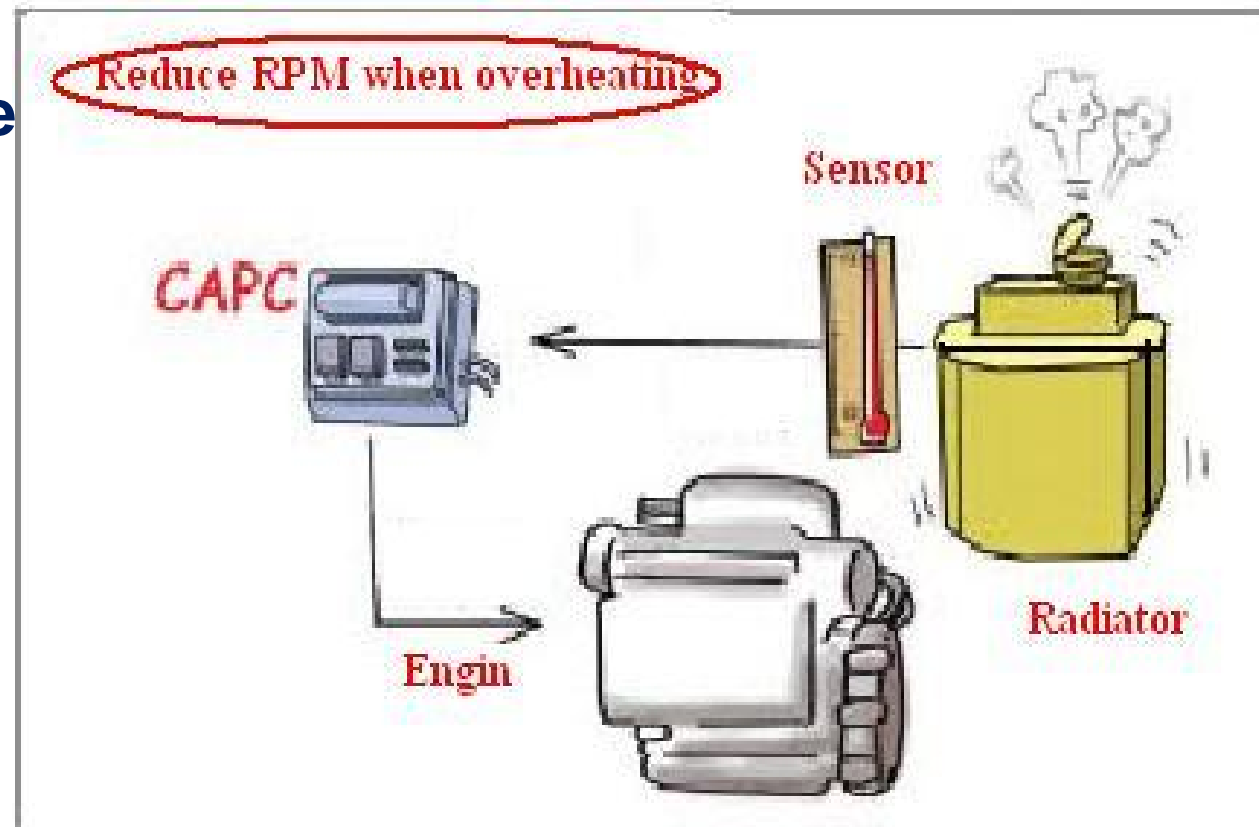 Reduce RPM when overheating
e
Sensor
CAPC
Radiator
Engin